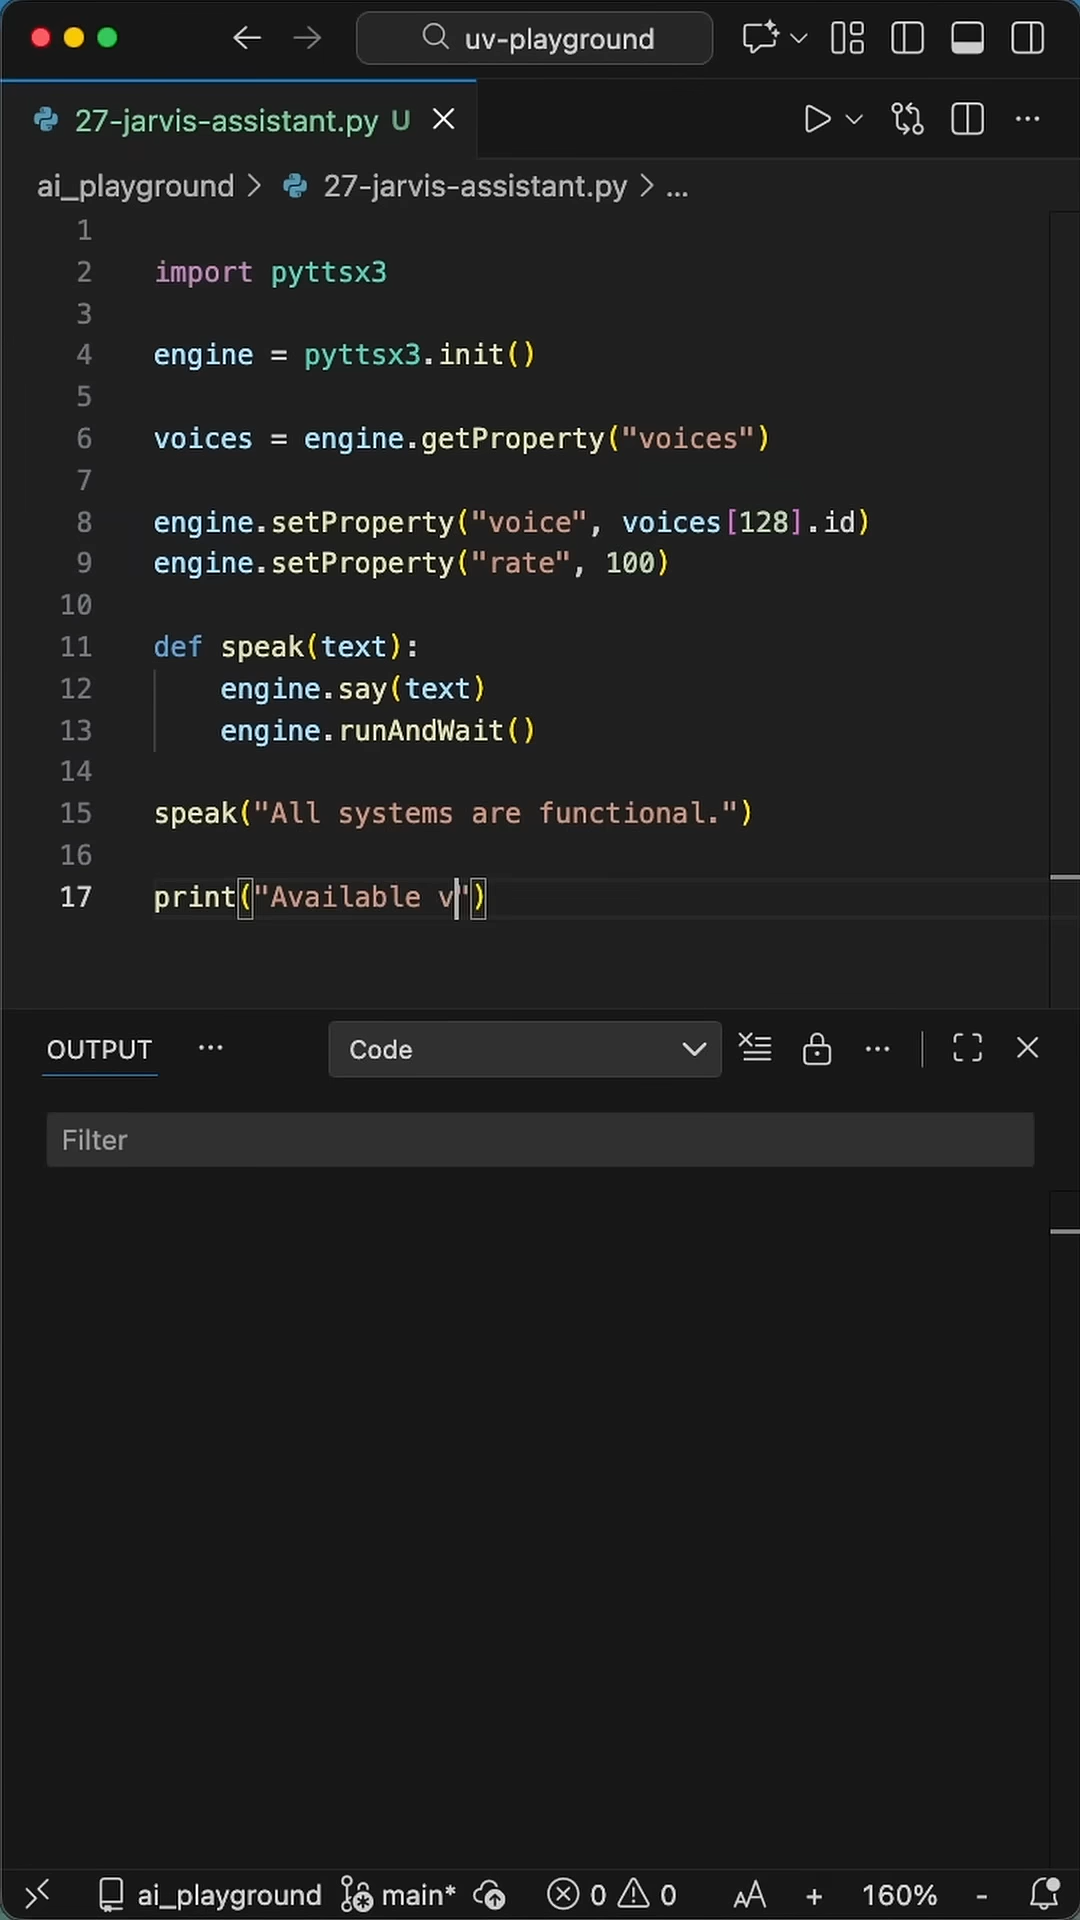 uv-playground
27-jarvis-assistant.py U
ai_playground > 27-jarvis-assistant.py > ...
1
2 import pyttsx3
3
4 engine = pyttsx3.init()
5
6 voices = engine.getProperty("voices")
7
8 engine.setProperty("voice", voices[128].id)
9 engine.setProperty("rate", 100)
10
11 def speak(text):
12     engine.say(text)
13     engine.runAndWait()
14
15 speak("All systems are functional.")
16
17 print("Available v")
OUTPUT ... Code
Filter
ai_playground main* 0 0 AA + 160% -